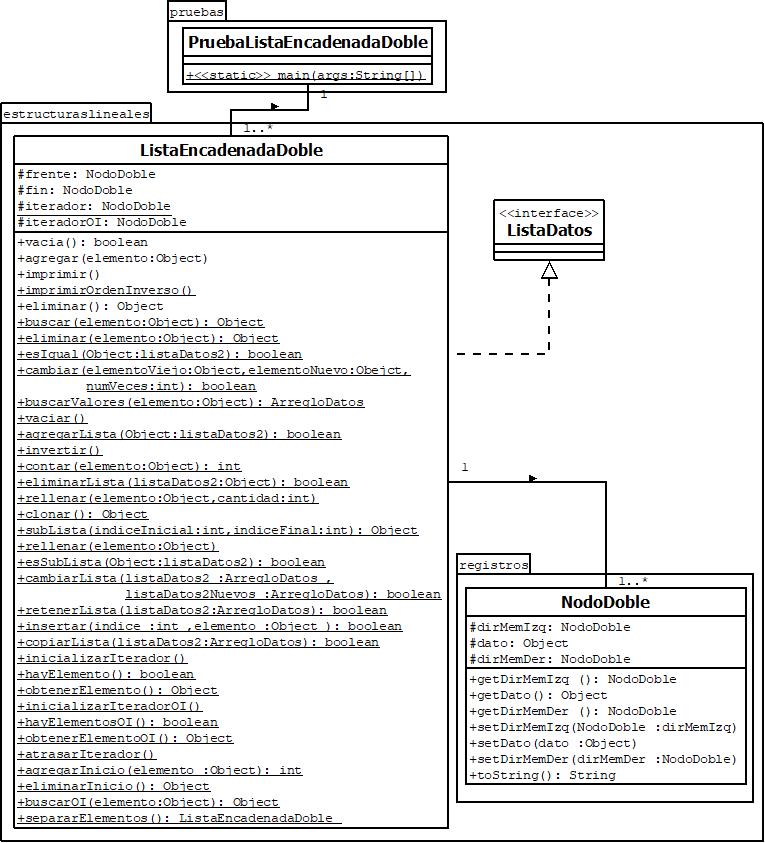 pruebas
PruebaListaEncadenadaDoble
+<<static>> main(args:String[])
1
estructuraslineales
1..*
ListaEncadenadaDoble
#frente: NodoDoble
#fin: NodoDoble
#iterador: NodoDoble
#iteradorOI: NodoDoble
+vacia(): boolean
+agregar(elemento:Object)
+imprimir()
+imprimirOrdenInverso()
+eliminar(): Object
+buscar(elemento:Object): Object
+eliminar(elemento:Object): Object
+esIgual(Object:listaDatos2): boolean
+cambiar(elementoViejo:Object,elementoNuevo:Obejct,
numVeces:int): boolean
+buscarValores(elemento:Object): ArregloDatos
+vaciar()
+agregarLista(Object:listaDatos2): boolean
+invertir()
+contar(elemento:Object): int
+eliminarLista(listaDatos2:Object): boolean
+rellenar(elemento:Object,cantidad:int)
+clonar(): Object
+subLista(indiceInicial:int,indiceFinal:int): Object
+rellenar(elemento:Object)
+esSubLista(Object:listaDatos2): boolean
+cambiarLista(listaDatos2 :ArregloDatos ,
listaDatos2Nuevos :ArregloDatos): boolean
+retenerLista(listaDatos2:ArregloDatos): boolean
+insertar(indice :int ,elemento :Object ): boolean
+copiarLista(listaDatos2:ArregloDatos): boolean
+inicializarIterador()
+hayElemento(): boolean
+obtenerElemento(): Object
+inicializarIteradorOI()
+hayElementosOI(): boolean
+obtenerElementoOI(): Object
+atrasarIterador()
+agregarInicio(elemento :Object): int
+eliminarInicio(): Object
+buscarOI(elemento:Object): Object
+separarElementos(): ListaEncadenadaDoble
<<interface>>
ListaDatos
1
registros
1..*
NodoDoble
#dirMemIzq: NodoDoble
#dato: Object
#dirMemDer: NodoDoble
+getDirMemIzq (): NodoDoble
+getDato(): Object
+getDirMemDer (): NodoDoble
+setDirMemIzq(NodoDoble :dirMemIzq)
+setDato(dato :Object)
+setDirMemDer(dirMemDer :NodoDoble)
+toString(): String